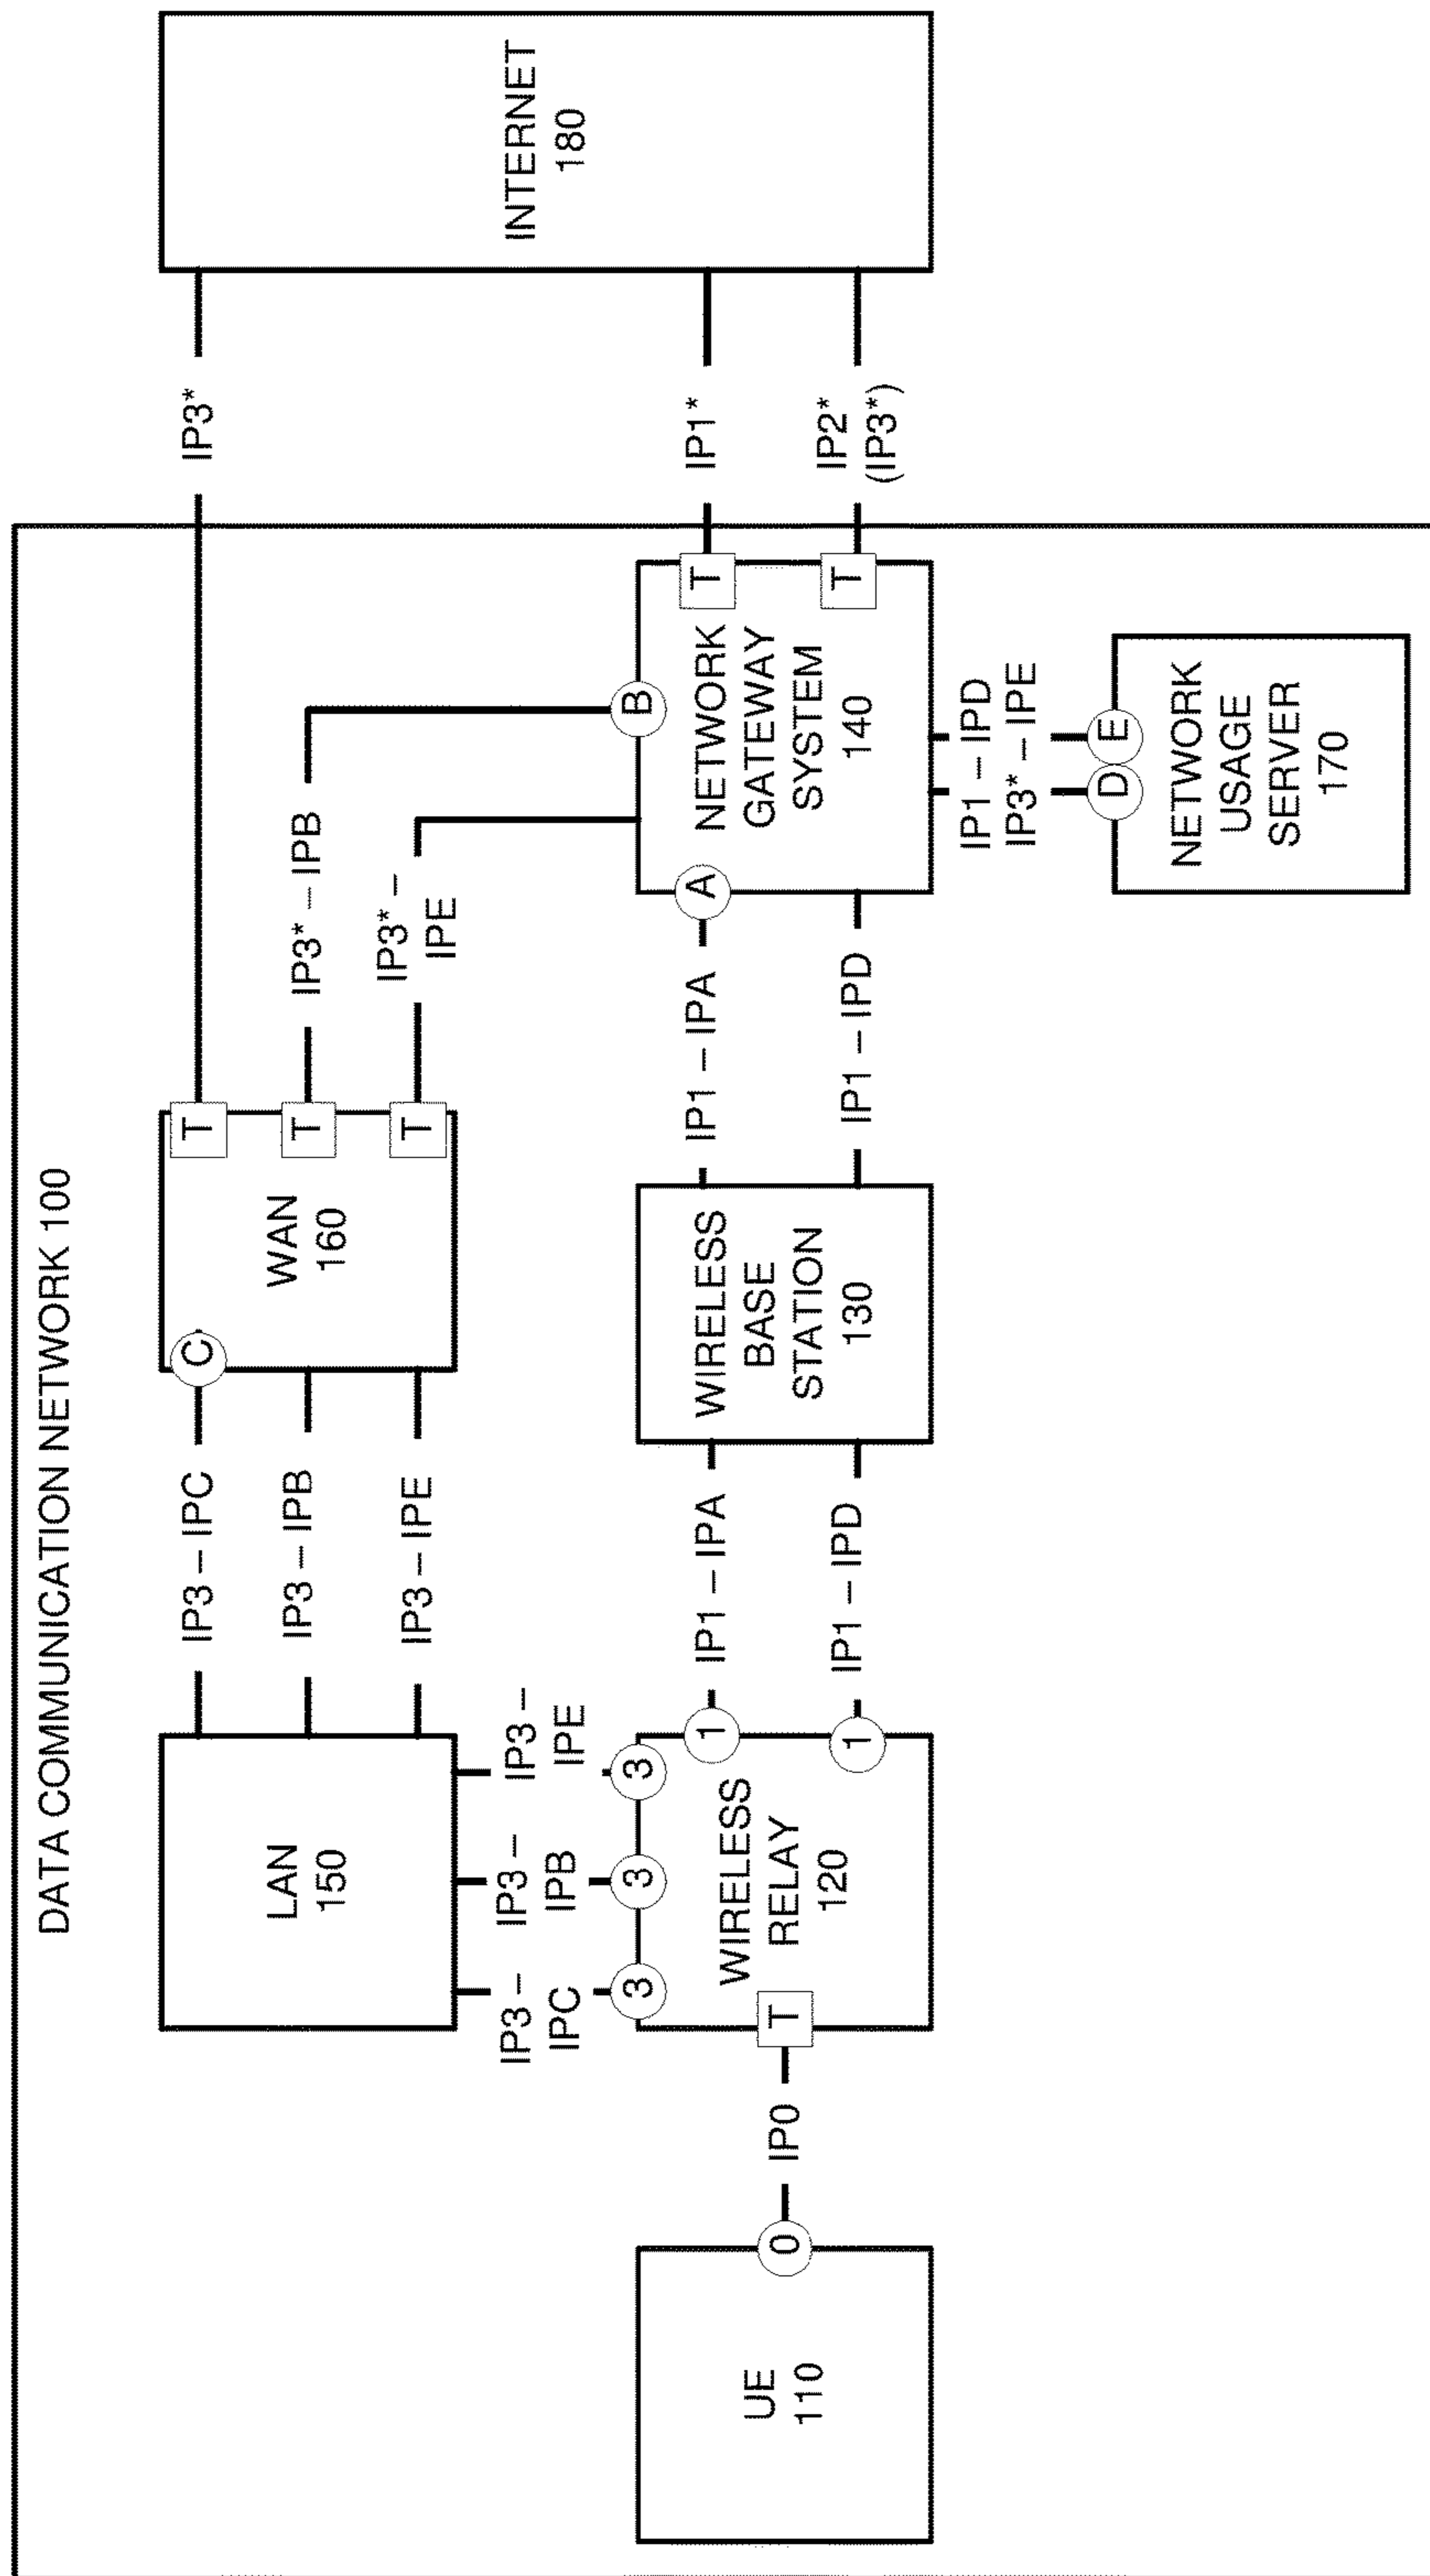 DATA COMMUNICATION NETWORK 100
LAN
150
IP3 – IPC
IP3 – IPB
IP3 – IPE
C
WAN
160
T
T
T
IP3*
IP3* – IPB
IP3* –
IPE
INTERNET
180
IP3 –
IPC
IP3 –
IPB
IP3 –
IPE
3
3
3
UE
110
0
IP0
T
WIRELESS
RELAY
120
1
1
IP1 – IPA
IP1 – IPD
WIRELESS
BASE
STATION
130
IP1 – IPA
IP1 – IPD
A
B
NETWORK
GATEWAY
SYSTEM
140
T
T
IP1*
IP2*
(IP3*)
IP1 – IPD
IP3* – IPE
D
E
NETWORK
USAGE
SERVER
170